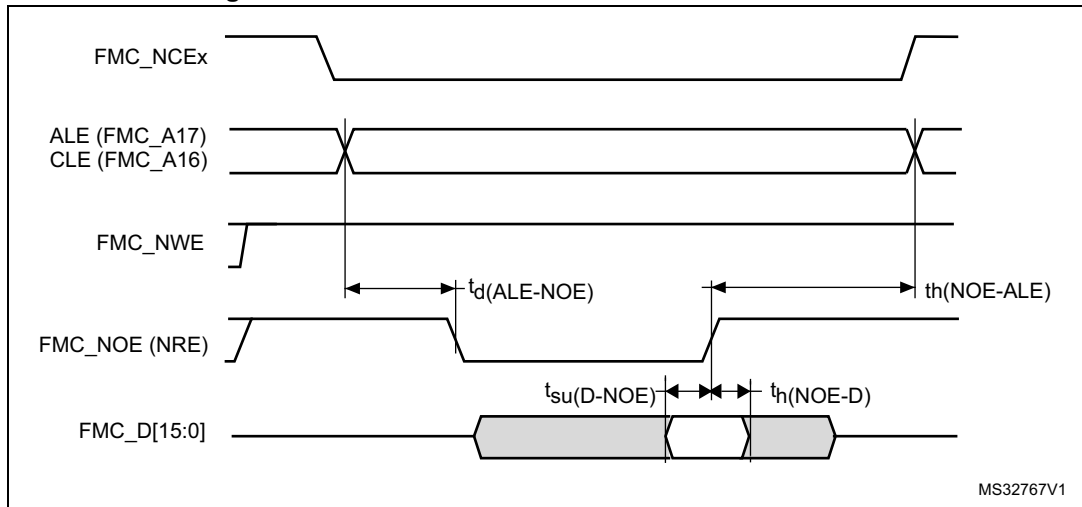 FMC_NCEx
ALE (FMC_A17)
CLE (FMC_A16)
FMC_NWE
td(ALE-NOE)
th(NOE-ALE)
FMC_NOE (NRE)
tsu(D-NOE)
th(NOE-D)
FMC_D[15:0]
MS32767V1